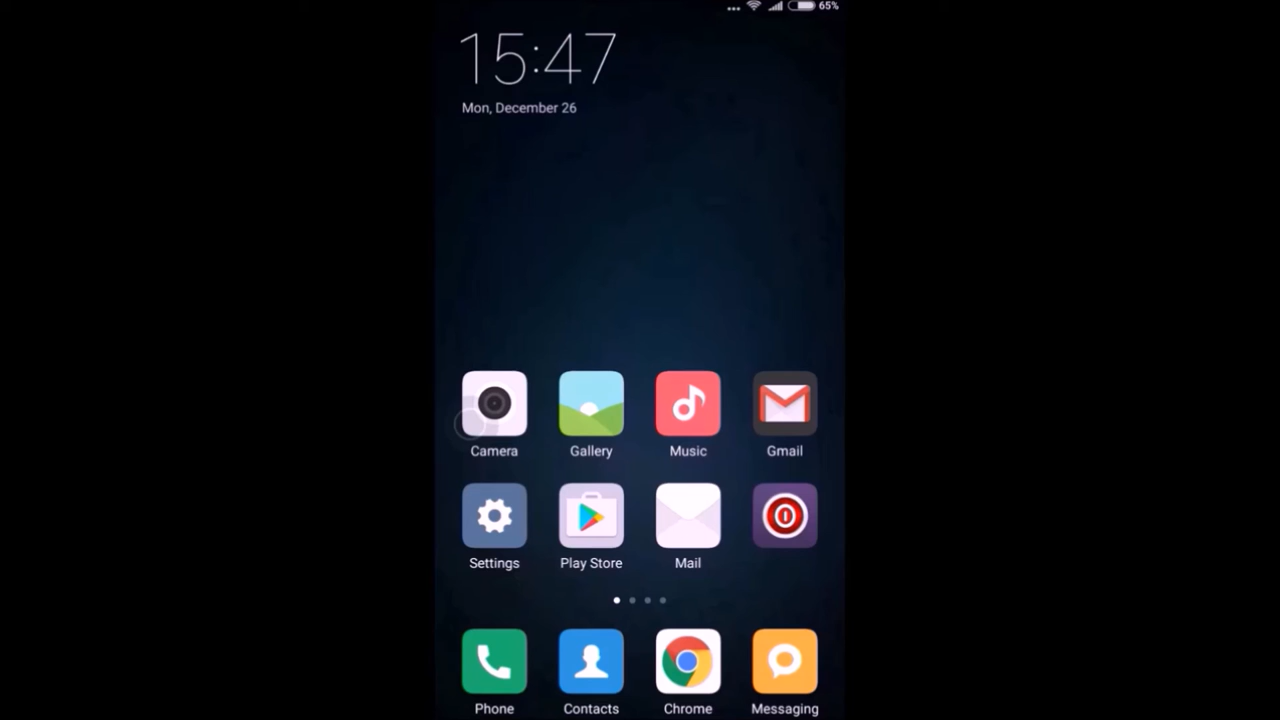 65%
15:47
Mon, December 26
Camera
Gallery
Music
Gmail
Settings
Play Store
Mail
Phone
Contacts
Chrome
Messaging